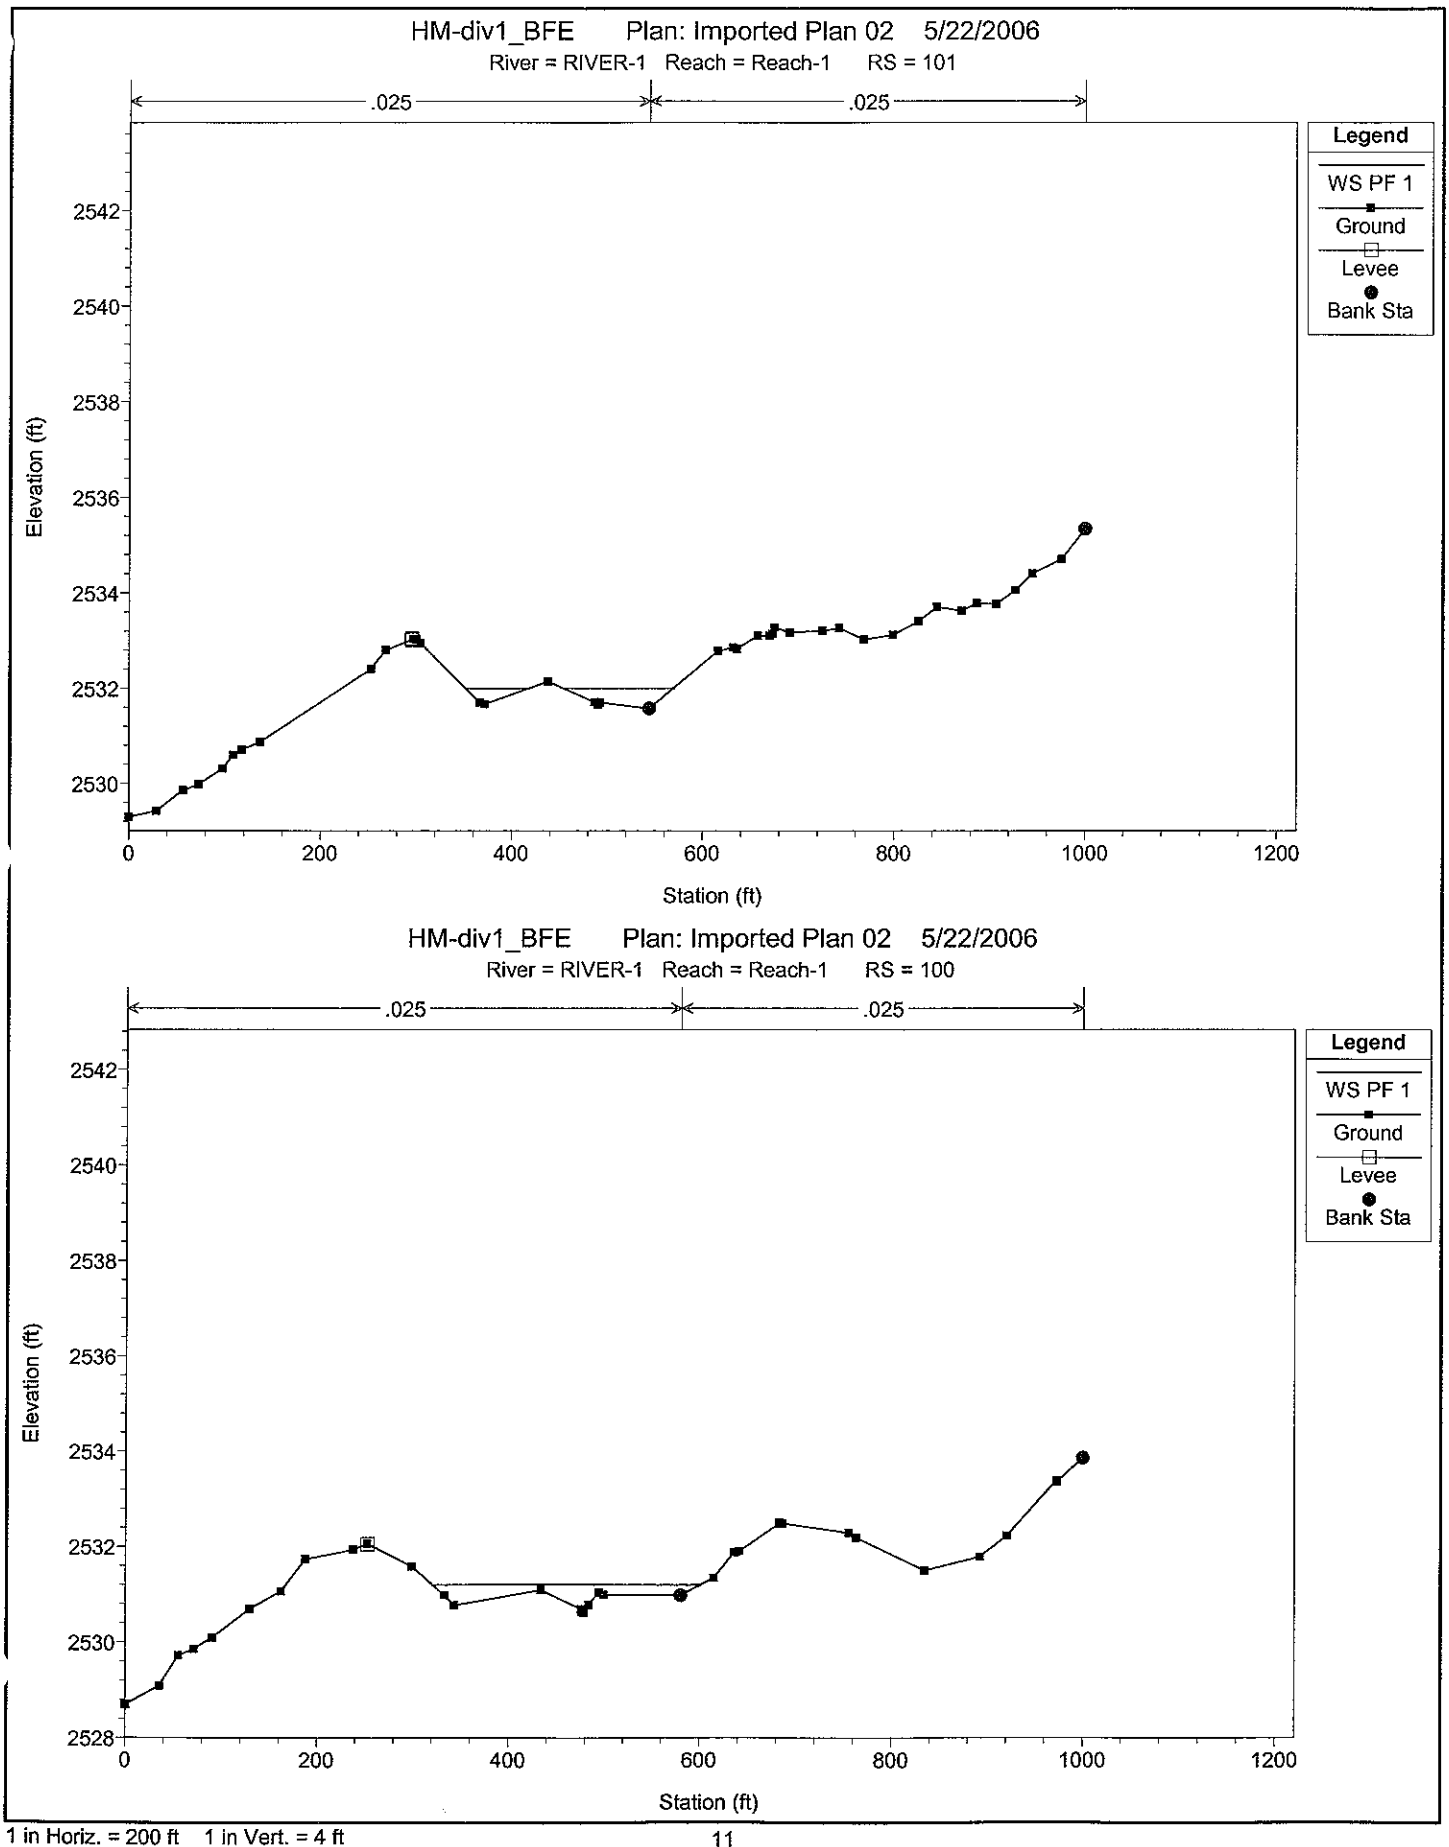 HM-div1_BFE Plan: Imported Plan 02 5/22/2006
River = RIVER-1 Reach = Reach-1 RS = 101
.025 .025
Legend
WS PF 1
Ground
Levee
Bank Sta
Elevation (ft)
2542
2540
2538
2536
2534
2532
2530
0 200 400 600 800 1000 1200
Station (ft)
HM-div1_BFE Plan: Imported Plan 02 5/22/2006
River = RIVER-1 Reach = Reach-1 RS = 100
.025 .025
Legend
WS PF 1
Ground
Levee
Bank Sta
Elevation (ft)
2542
2540
2538
2536
2534
2532
2530
2528
0 200 400 600 800 1000 1200
Station (ft)
1 in Horiz. = 200 ft 1 in Vert. = 4 ft
11